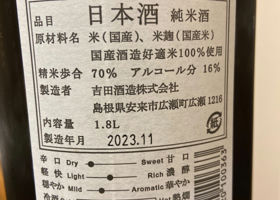 品目 日本酒 純米酒
原材料名 米(国産)、米麹(国産米)
国産酒造好適米100%使用
精米歩合 70% アルコール分 16%
製造者 吉田酒造株式会社
島根県安来市広瀬町広瀬1216
内容量 1.8L
製造年月 2023.11
辛口 Dry Sweet 甘口
軽快 Light Rich 濃醇
穏やか Mild Aromatic 華やか
冷酒
紙